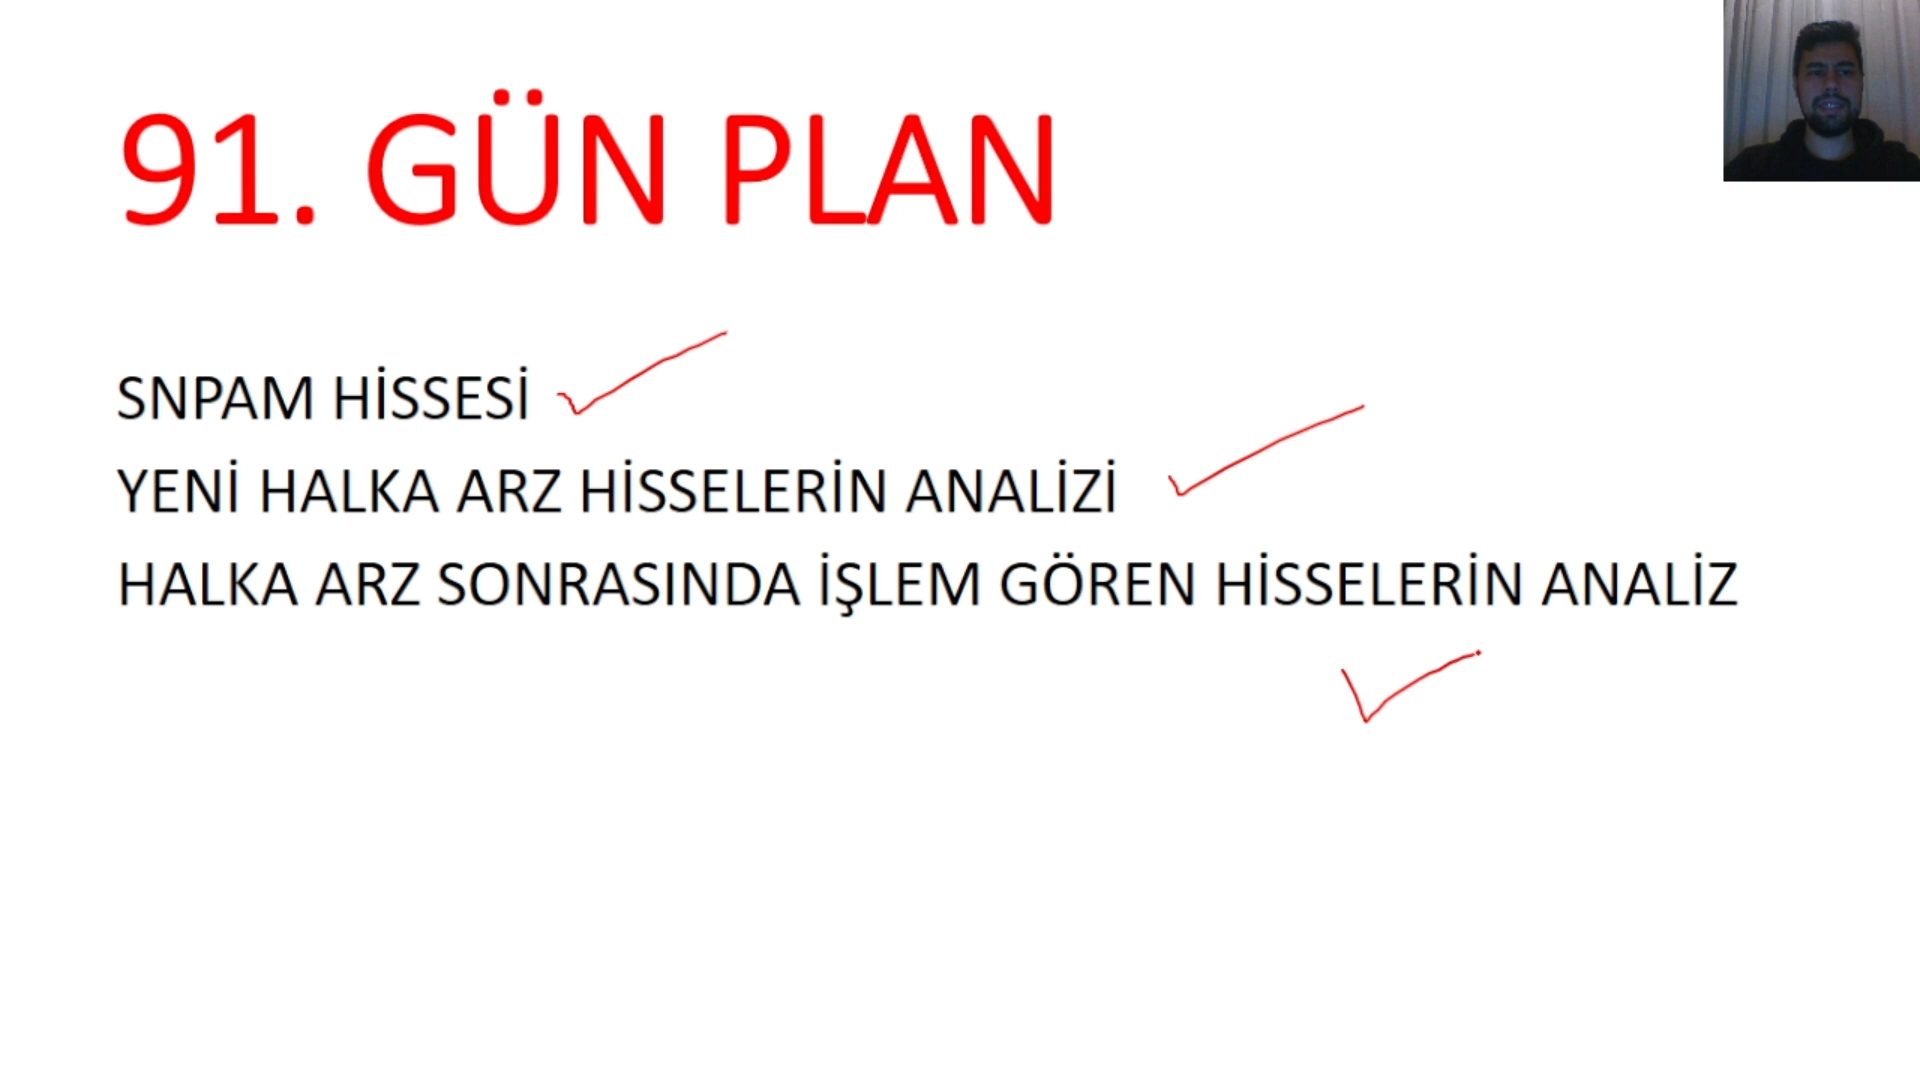 91. GÜN PLAN
SNPAM HİSSESİ
YENİ HALKA ARZ HİSSELERİN ANALİZİ
HALKA ARZ SONRASINDA İŞLEM GÖREN HİSSELERİN ANALİZ